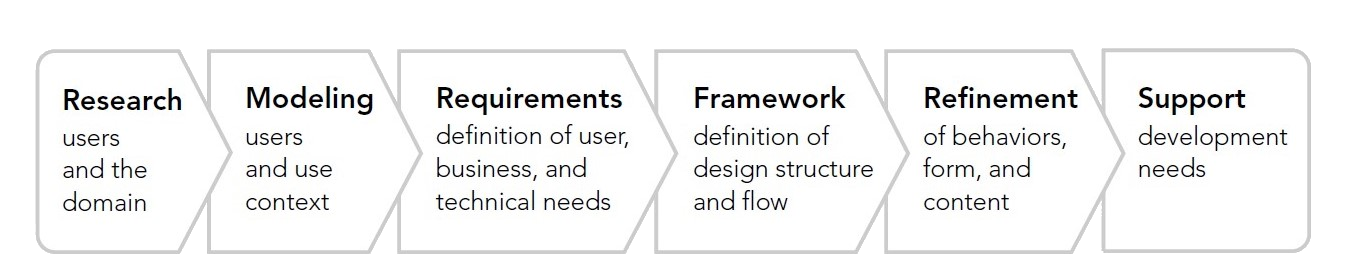 Research
users
and the
domain
Modeling
users
and use
context
Requirements
definition of user,
business, and
technical needs
Framework
definition of
design structure
and flow
Refinement
of behaviors,
form, and
content
Support
development
needs